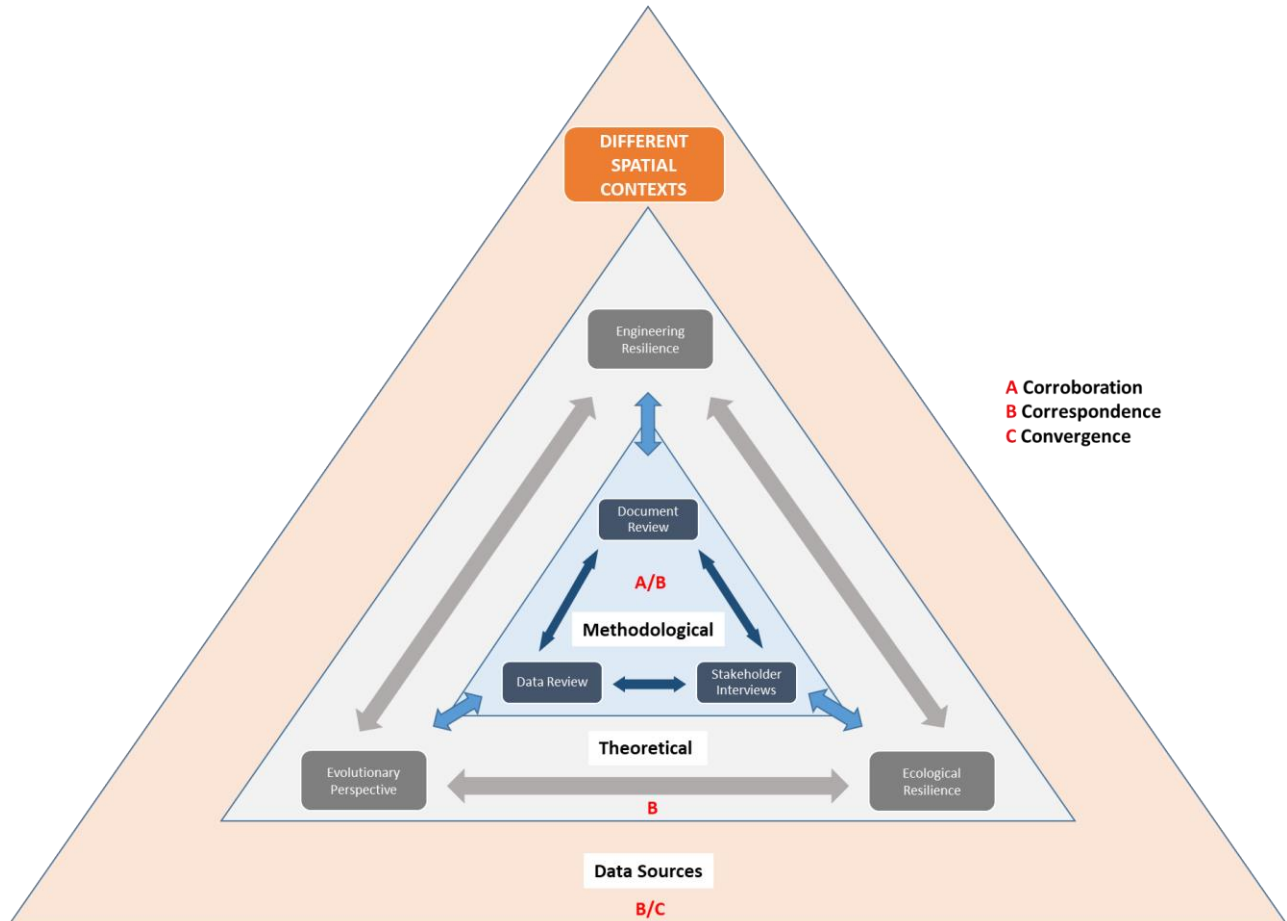 DIFFERENT
SPATIAL
CONTEXTS
Engineering
Resilience
A Corroboration
B Correspondence
C Convergence
Document
Review
A/B
Methodological
Data Review
Stakeholder
Interviews
Theoretical
Evolutionary
Perspective
Ecological
Resilience
B
Data Sources
B/C